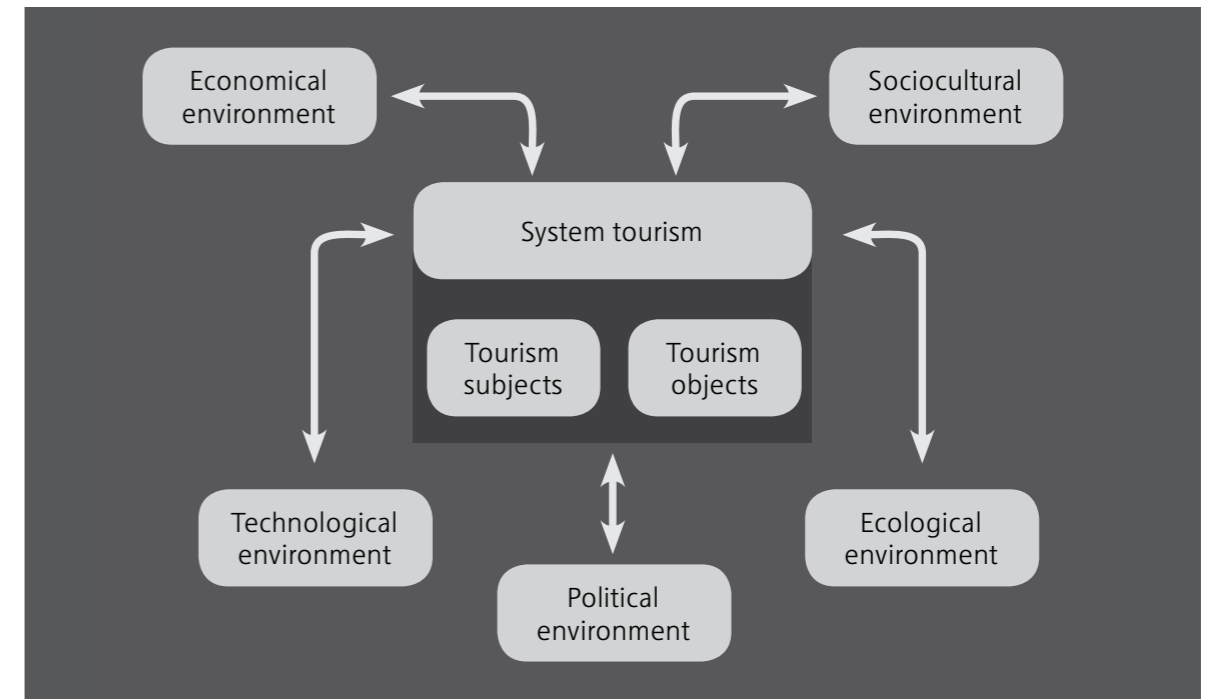 Economical
environment
Sociocultural
environment
System tourism
Tourism
subjects
Tourism
objects
Technological
environment
Ecological
environment
Political
environment